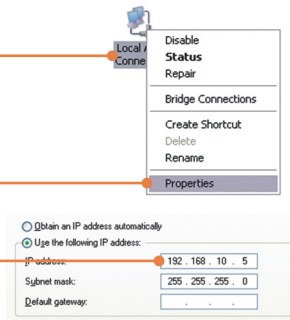 Local A
Conne
Disable
Status
Repair
Bridge Connections
Create Shortcut
Delete
Rename
Properties
Obtain an IP address automatically
Use the following IP address:
IP address:
192 . 168 . 10 . 5
Subnet mask:
255 . 255 . 255 . 0
Default gateway:
. . .